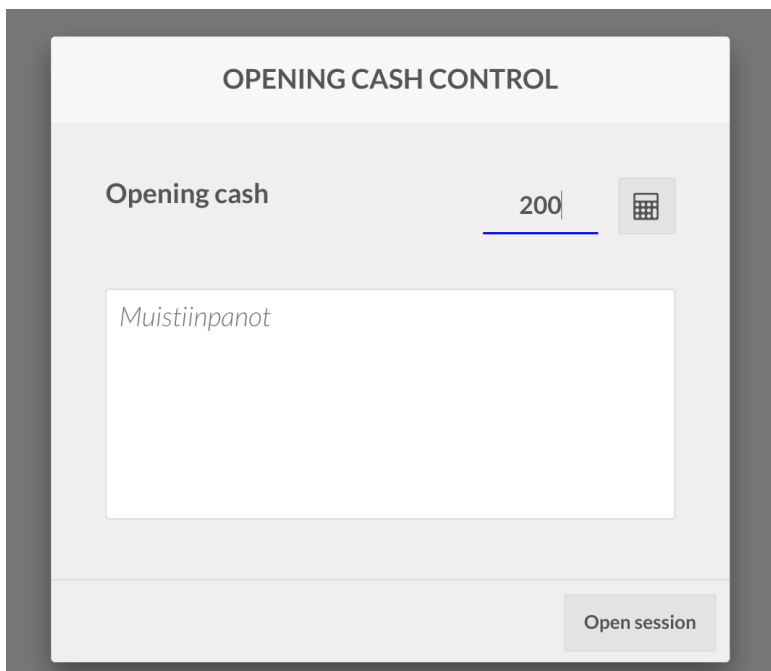 OPENING CASH CONTROL
Opening cash
200
Muistiinpanot
Open session